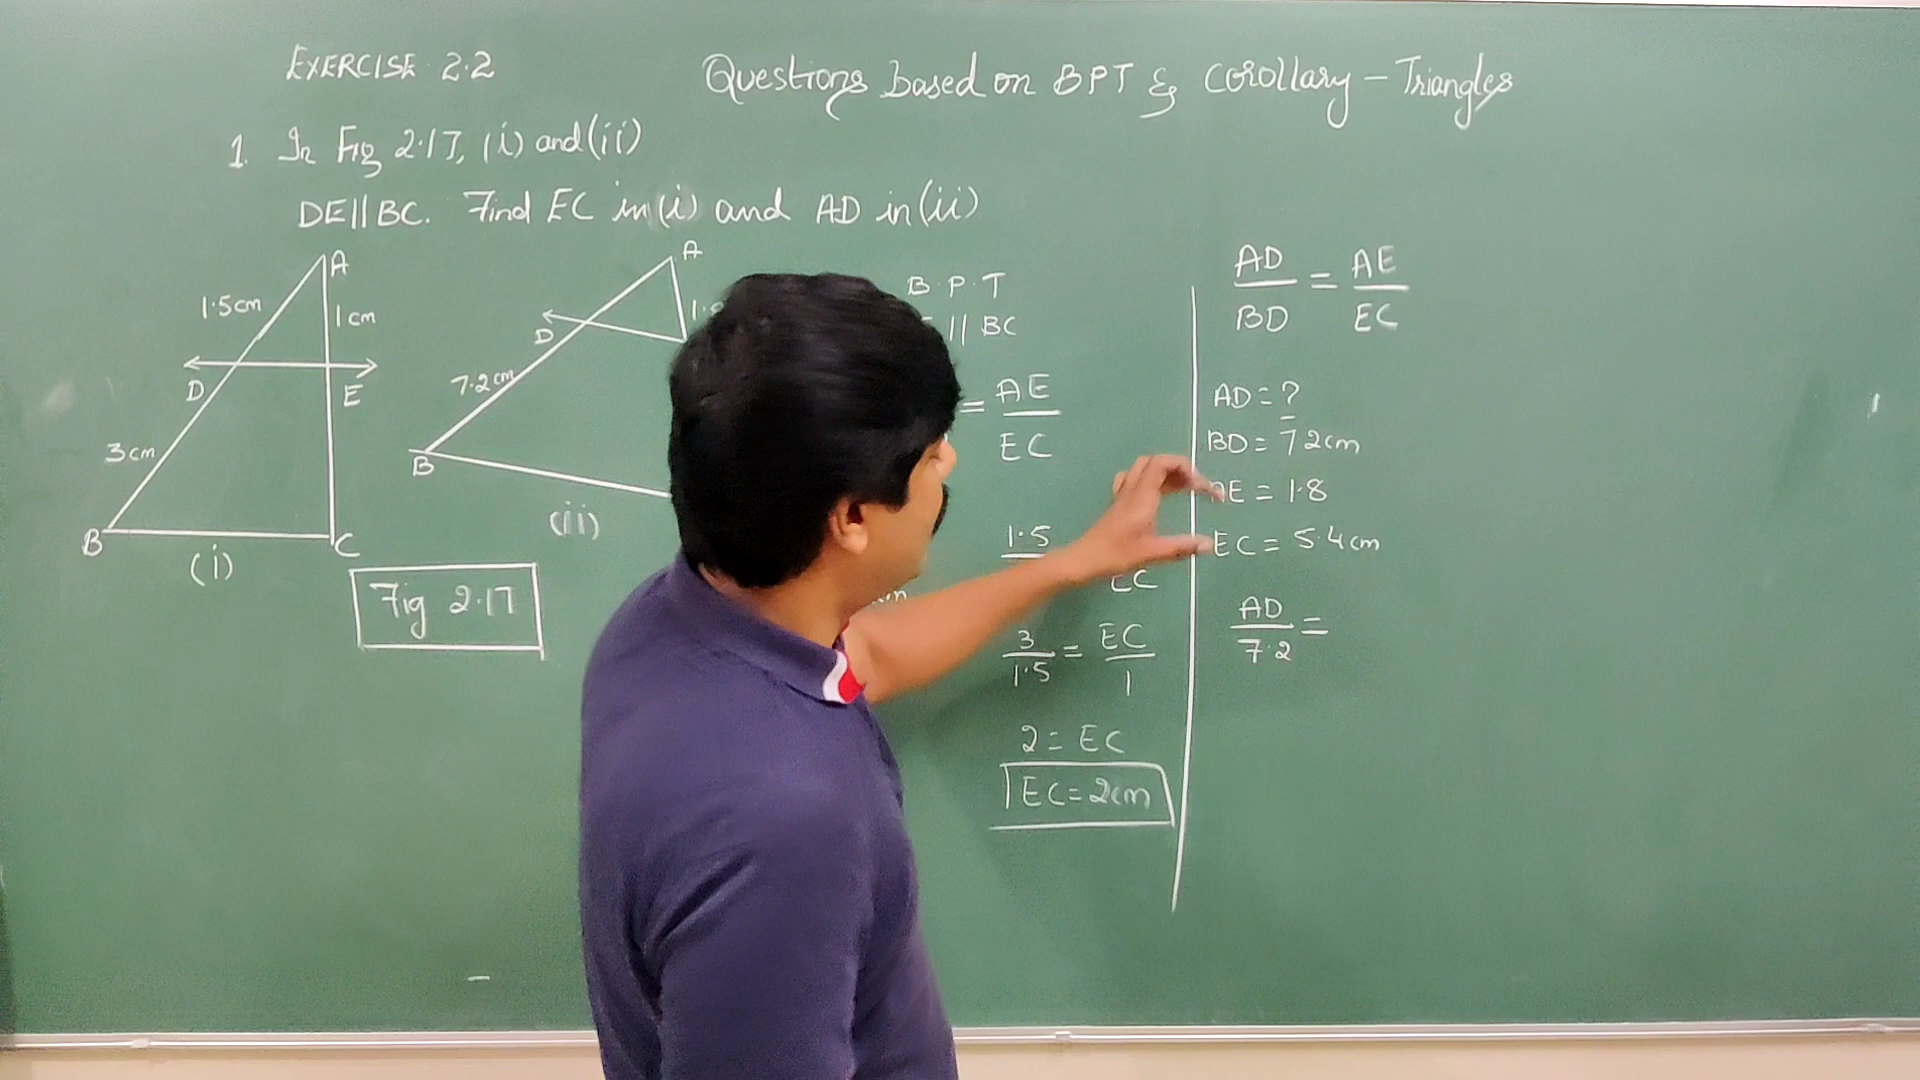 EXERCISE 2.2
Questions based on BPT & Corollary - Triangles
1. In Fig 2.17, (i) and (ii)
DE || BC. Find EC in (i) and AD in (ii)
A
1.5cm
1cm
D
E
3cm
B
C
(i)
A
D
7.2cm
B
(ii)
Fig 2.17
B.P.T
|| BC
= AE
EC
1.5
EC
3/1.5 = EC/1
2 = EC
EC = 2cm
AD/BD = AE/EC
AD = ?
BD = 7.2cm
AE = 1.8
EC = 5.4cm
AD/7.2 =